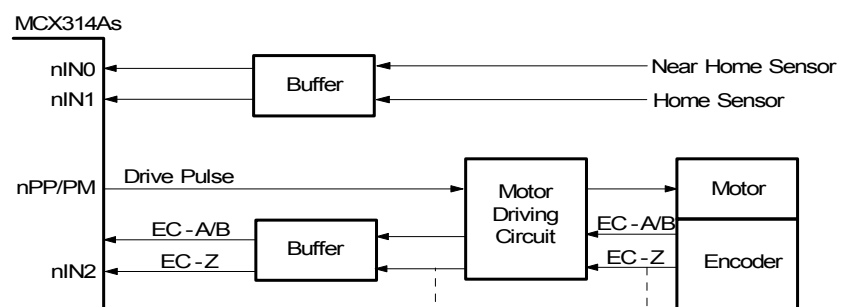 MCX314As
nIN0
nIN1
Buffer
Near Home Sensor
Home Sensor
nPP/PM
Drive Pulse
Motor
Driving
Circuit
Motor
EC-A/B
EC-Z
Buffer
EC-A/B
EC-Z
Encoder
nIN2